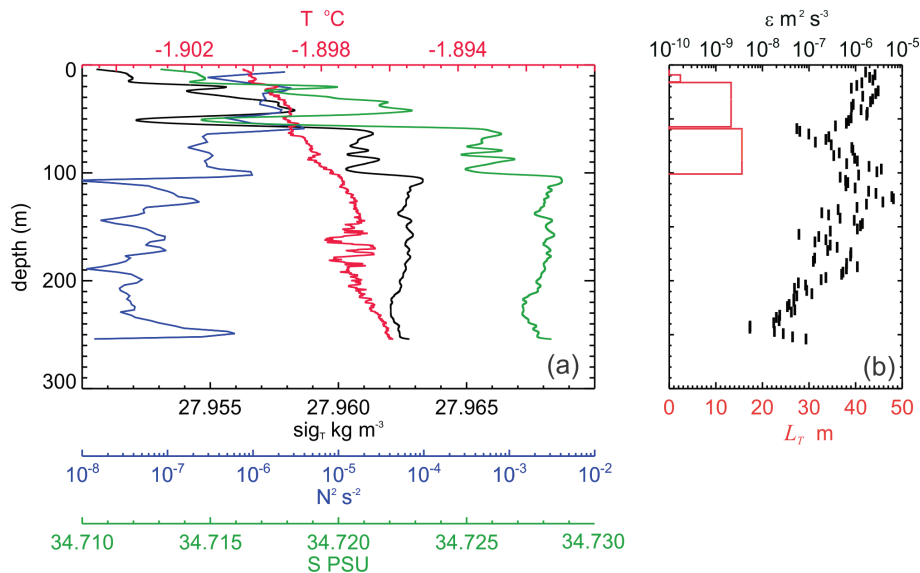 T °C
-1.902 -1.898 -1.894
ε m² s⁻³
10⁻¹⁰ 10⁻⁹ 10⁻⁸ 10⁻⁷ 10⁻⁶ 10⁻⁵
0
100
200
300
depth (m)
(a)
(b)
27.955 27.960 27.965
sig_T kg m⁻³
0 10 20 30 40 50
L_T m
10⁻⁸ 10⁻⁷ 10⁻⁶ 10⁻⁵ 10⁻⁴ 10⁻³ 10⁻²
N² s⁻²
34.710 34.715 34.720 34.725 34.730
S PSU